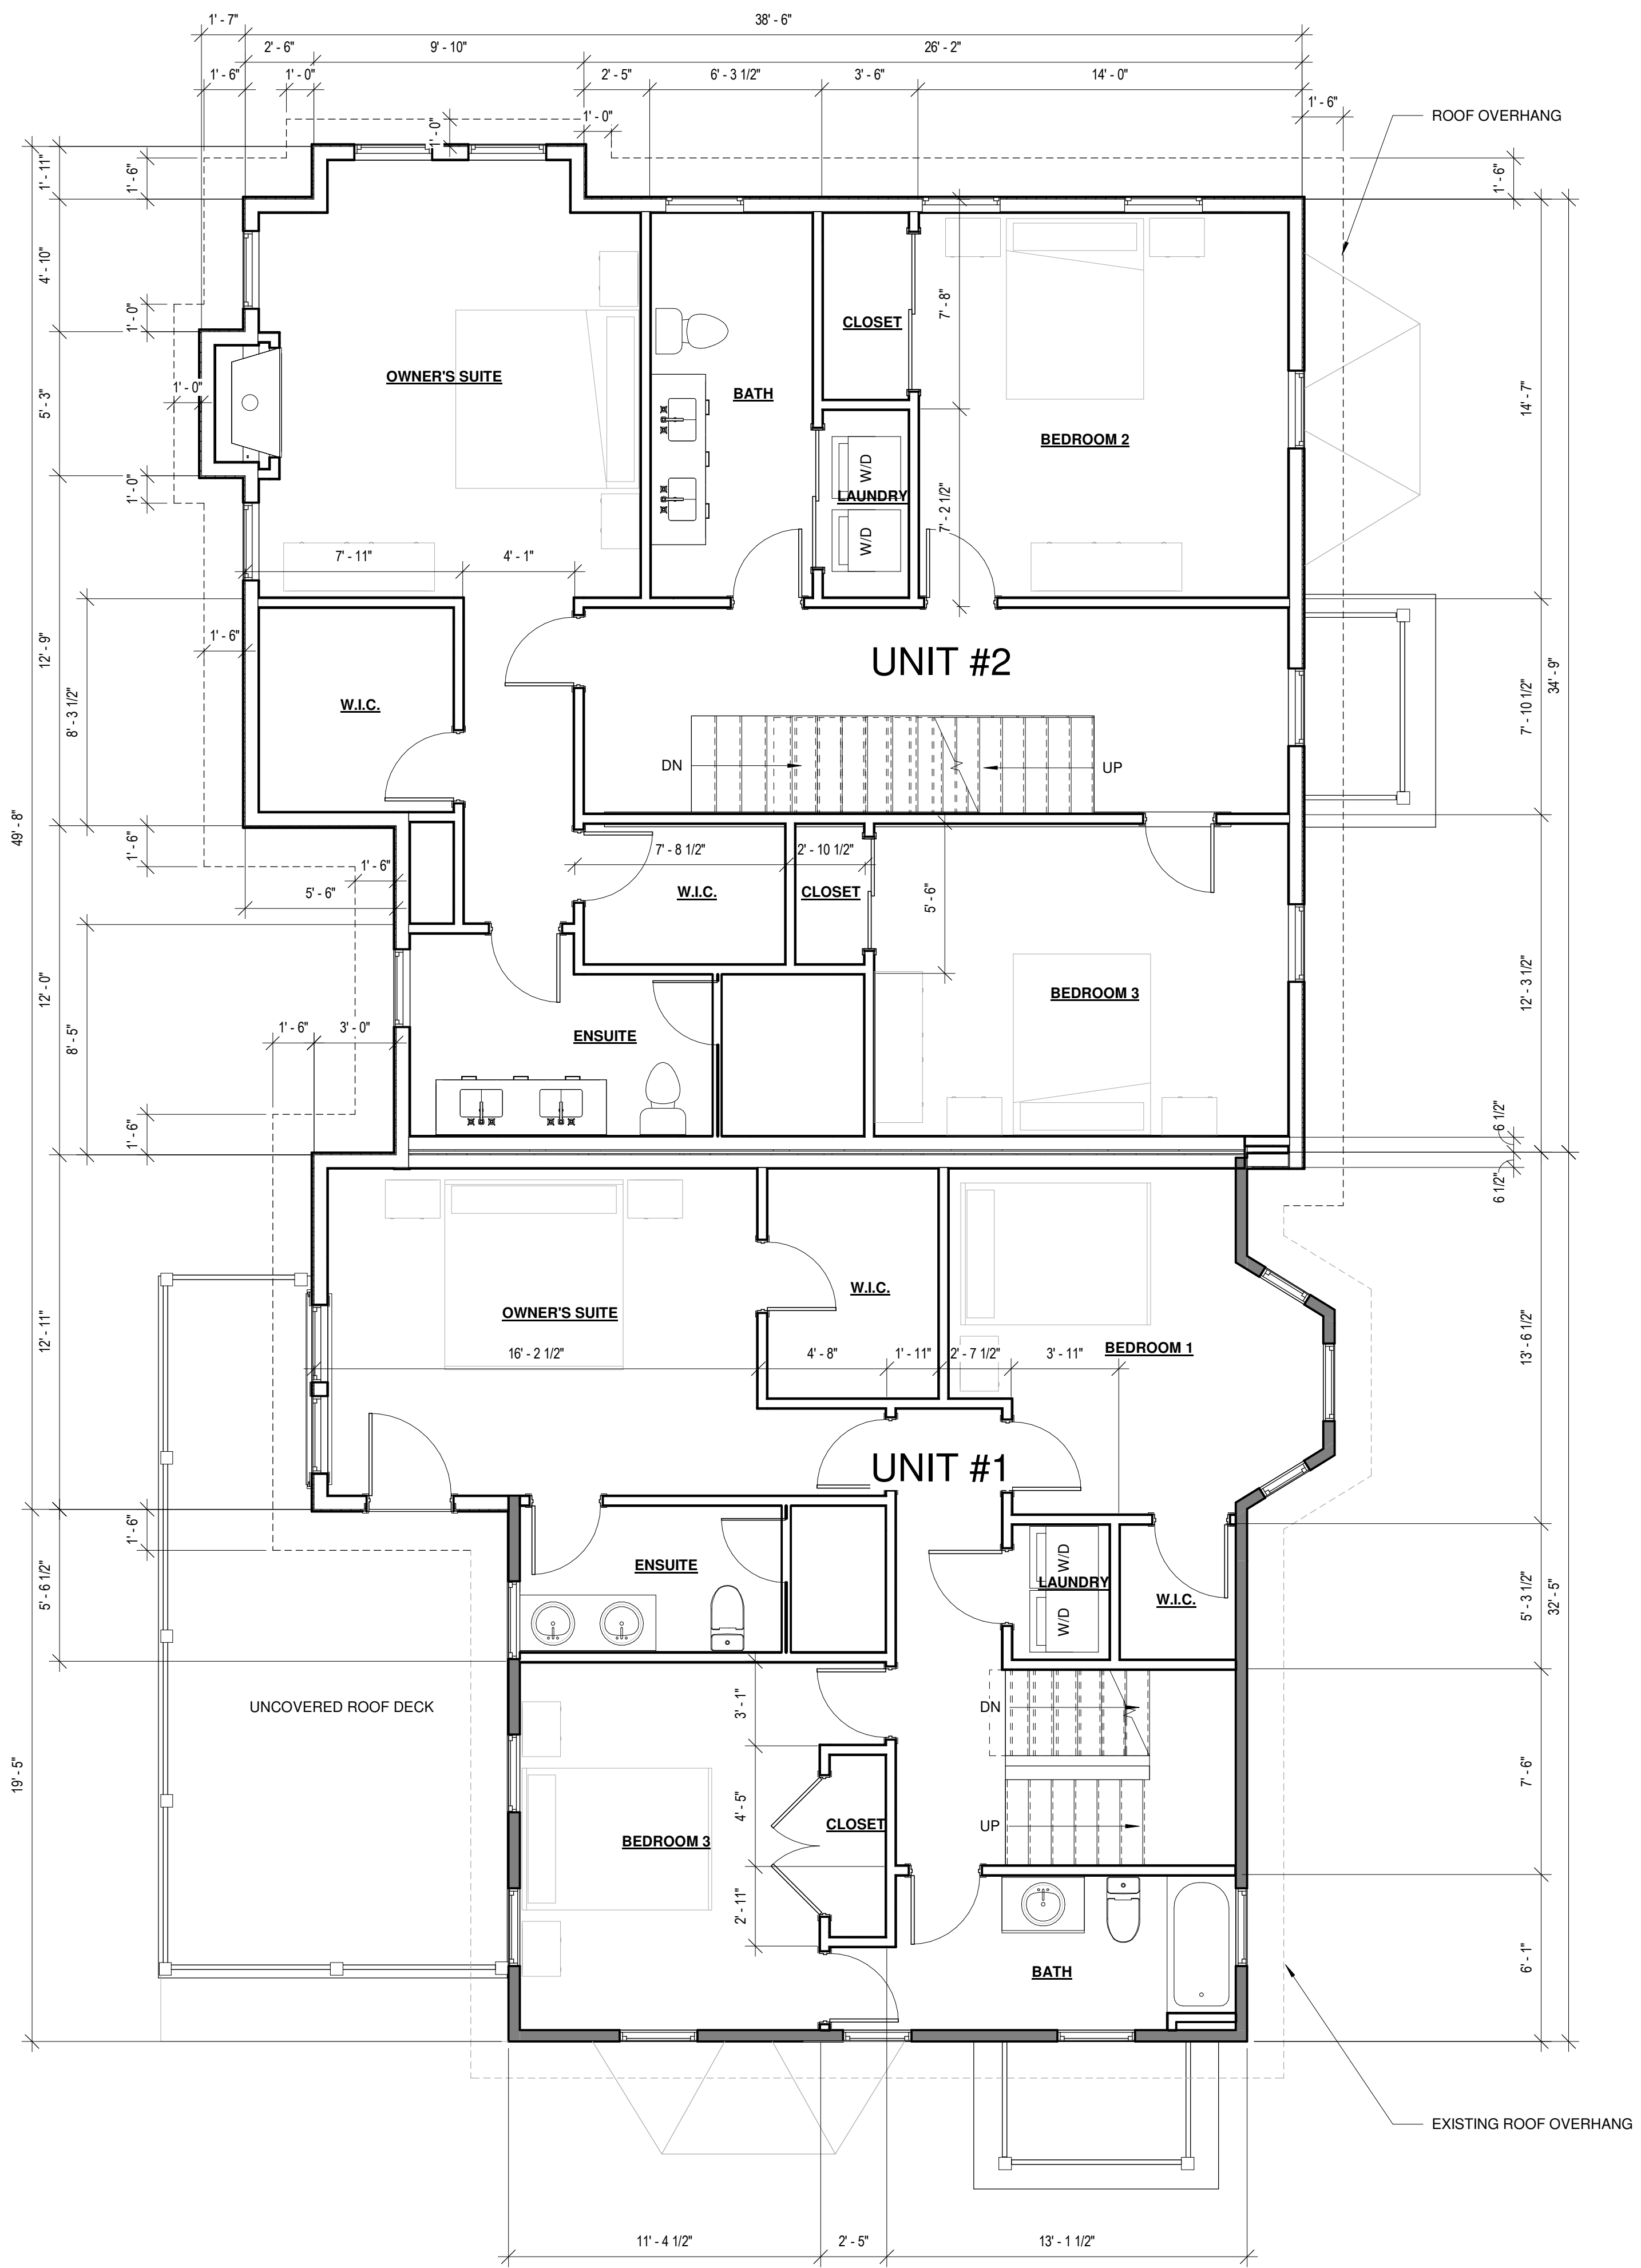 1' - 7"
38' - 6"
2' - 6"
9' - 10"
26' - 2"
1' - 6"
1' - 0"
2' - 5"
6' - 3 1/2"
3' - 6"
14' - 0"
1' - 6"
ROOF OVERHANG
1' - 0"
1' - 0"
1' - 11"
1' - 6"
1' - 6"
4' - 10"
1' - 0"
7' - 8"
CLOSET
OWNER'S SUITE
1' - 0"
5' - 3"
BATH
14' - 7"
BEDROOM 2
W/D
LAUNDRY
1' - 0"
7' - 2 1/2"
W/D
7' - 11"
4' - 1"
1' - 6"
12' - 9"
UNIT #2
34' - 9"
W.I.C.
8' - 3 1/2"
7' - 10 1/2"
DN
UP
49' - 8"
1' - 6"
7' - 8 1/2"
2' - 10 1/2"
1' - 6"
5' - 6"
W.I.C.
CLOSET
5' - 6"
12' - 0"
BEDROOM 3
12' - 3 1/2"
1' - 6"
3' - 0"
8' - 5"
ENSUITE
1' - 6"
6 1/2"
6 1/2"
W.I.C.
OWNER'S SUITE
12' - 11"
13' - 6 1/2"
BEDROOM 1
16' - 2 1/2"
4' - 8"
1' - 11"
2' - 7 1/2"
3' - 11"
UNIT #1
1' - 6"
5' - 6 1/2"
ENSUITE
W/D
LAUNDRY
W/D
W.I.C.
5' - 3 1/2"
32' - 5"
UNCOVERED ROOF DECK
3' - 1"
DN
19' - 5"
7' - 6"
4' - 5"
CLOSET
UP
BEDROOM 3
2' - 11"
6' - 1"
BATH
EXISTING ROOF OVERHANG
11' - 4 1/2"
2' - 5"
13' - 1 1/2"